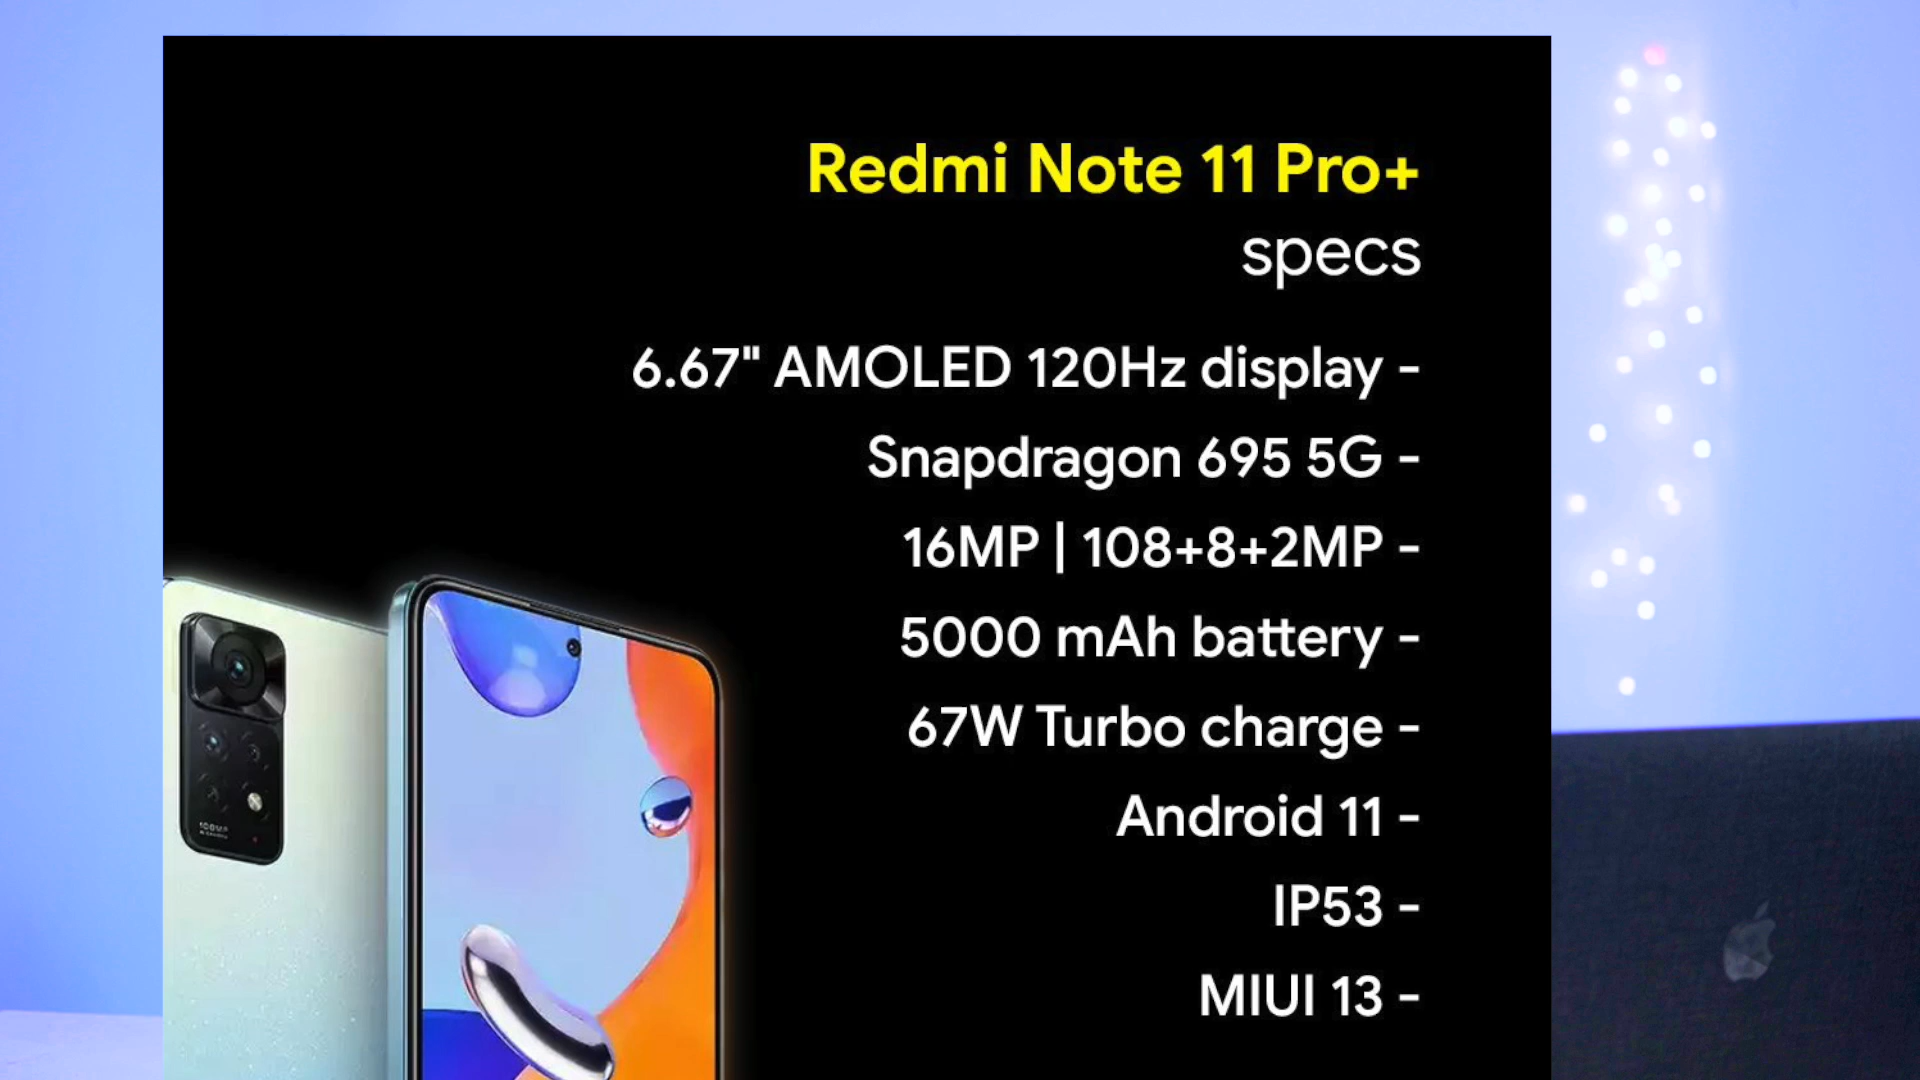 Redmi Note 11 Pro+
specs
6.67" AMOLED 120Hz display -
Snapdragon 695 5G -
16MP | 108+8+2MP -
5000 mAh battery -
67W Turbo charge -
Android 11 -
IP53 -
MIUI 13 -
108MP